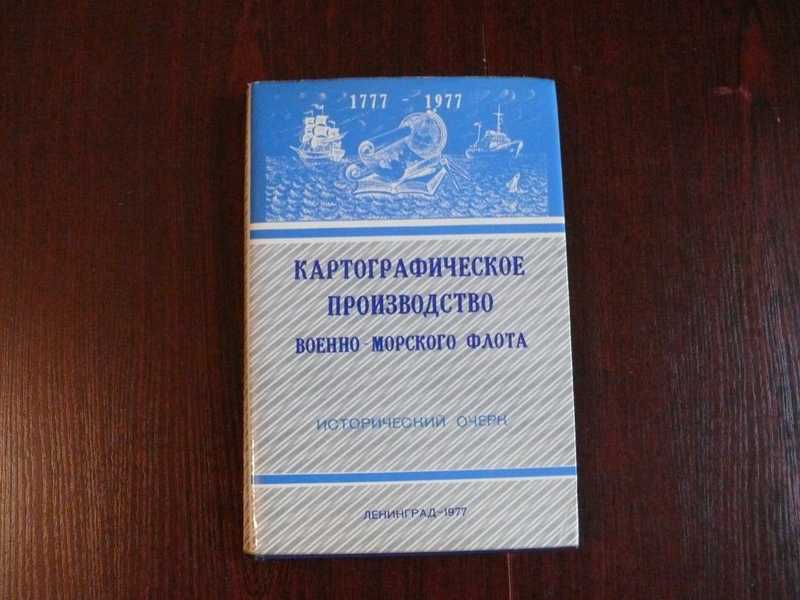 1777 - 1977
КАРТОГРАФИЧЕСКОЕ
ПРОИЗВОДСТВО
ВОЕННО-МОРСКОГО ФЛОТА
ИСТОРИЧЕСКИЙ ОЧЕРК
ЛЕНИНГРАД-1977